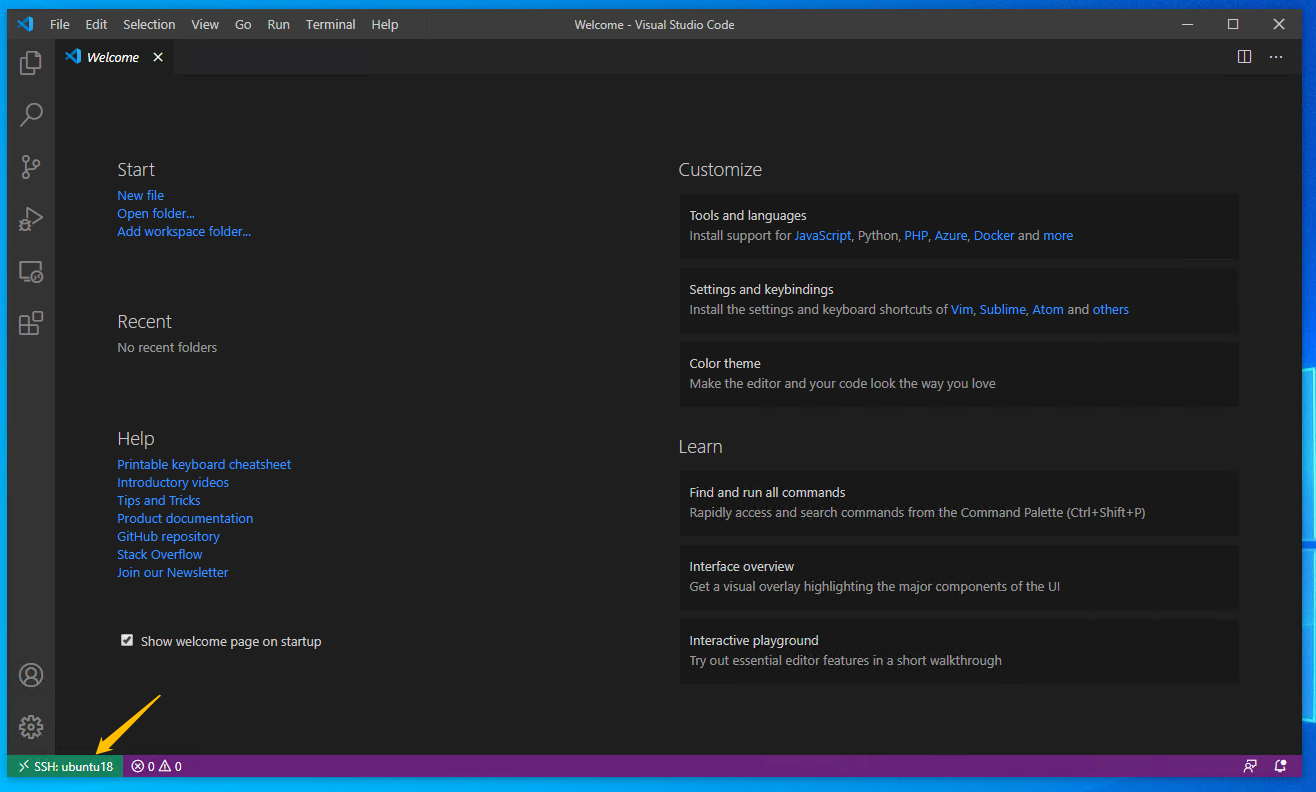 File Edit Selection View Go Run Terminal Help Welcome - Visual Studio Code
Welcome
Start
New file
Open folder...
Add workspace folder...
Recent
No recent folders
Help
Printable keyboard cheatsheet
Introductory videos
Tips and Tricks
Product documentation
GitHub repository
Stack Overflow
Join our Newsletter
Show welcome page on startup
Customize
Tools and languages
Install support for JavaScript, Python, PHP, Azure, Docker and more
Settings and keybindings
Install the settings and keyboard shortcuts of Vim, Sublime, Atom and others
Color theme
Make the editor and your code look the way you love
Learn
Find and run all commands
Rapidly access and search commands from the Command Palette (Ctrl+Shift+P)
Interface overview
Get a visual overlay highlighting the major components of the UI
Interactive playground
Try out essential editor features in a short walkthrough
SSH: ubuntu18 0 0